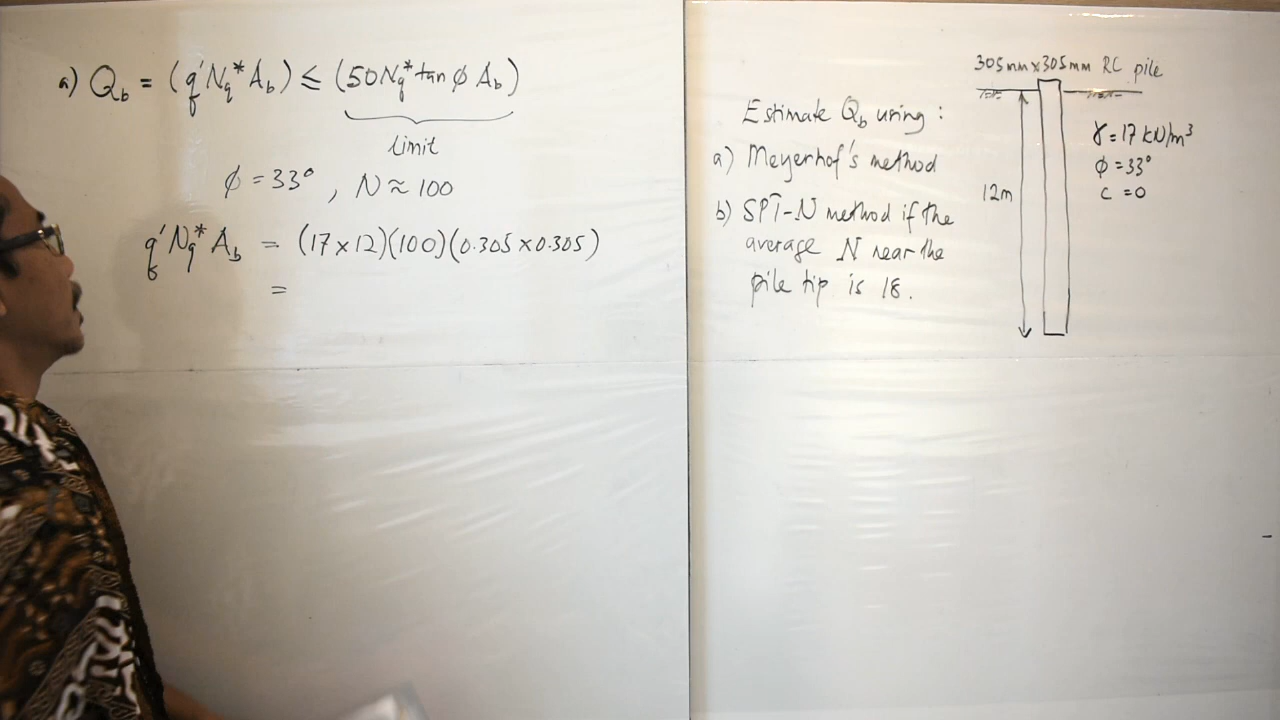 a) Q_b = (q'N_q*A_b) ≤ (50N_q*tan φ A_b)
limit
φ = 33°, N ≈ 100
q'N_q*A_b = (17×12)(100)(0.305×0.305)
=
305mm×305mm RC pile
Estimate Q_b using:
a) Meyerhof's method
b) SPT-N method if the
average N near the
pile tip is 18.
12m
γ = 17 kN/m³
φ = 33°
c = 0